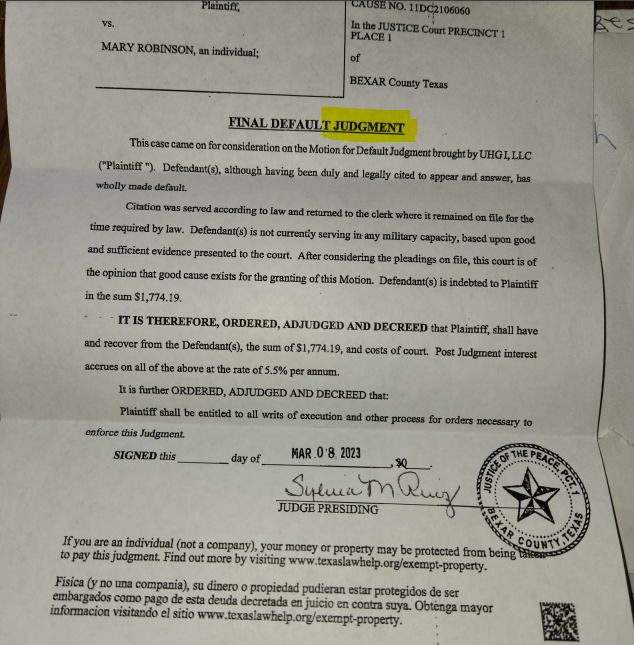 Plaintiff,
vs.
MARY ROBINSON, an individual;
CAUSE NO. 11DC2106060
In the JUSTICE Court PRECINCT 1
PLACE 1
of
BEXAR County Texas
FINAL DEFAULT JUDGMENT
This case came on for consideration on the Motion for Default Judgment brought by UHG I, LLC
("Plaintiff "). Defendant(s), although having been duly and legally cited to appear and answer, has
wholly made default.
Citation was served according to law and returned to the clerk where it remained on file for the
time required by law. Defendant(s) is not currently serving in any military capacity, based upon good
and sufficient evidence presented to the court. After considering the pleadings on file, this court is of
the opinion that good cause exists for the granting of this Motion. Defendant(s) is indebted to Plaintiff
in the sum $1,774.19.
IT IS THEREFORE, ORDERED, ADJUDGED AND DECREED that Plaintiff, shall have
and recover from the Defendant(s), the sum of $1,774.19, and costs of court. Post Judgment interest
accrues on all of the above at the rate of 5.5% per annum.
It is further ORDERED, ADJUDGED AND DECREED that:
Plaintiff shall be entitled to all writs of execution and other process for orders necessary to
enforce this Judgment.
SIGNED this ________ day of MAR 08, 2023, 20__.
Sylvia M Ruiz
JUDGE PRESIDING
JUSTICE OF THE PEACE, PCT. 1
BEXAR COUNTY, TEXAS
If you are an individual (not a company), your money or property may be protected from being taken
to pay this judgment. Find out more by visiting www.texaslawhelp.org/exempt-property.
Fisica (y no una compania), su dinero o propiedad pudieran estar protegidos de ser
embargados como pago de esta deuda decretada en juicio en contra suya. Obtenga mayor
informacion visitando el sitio www.texaslawhelp.org/exempt-property.